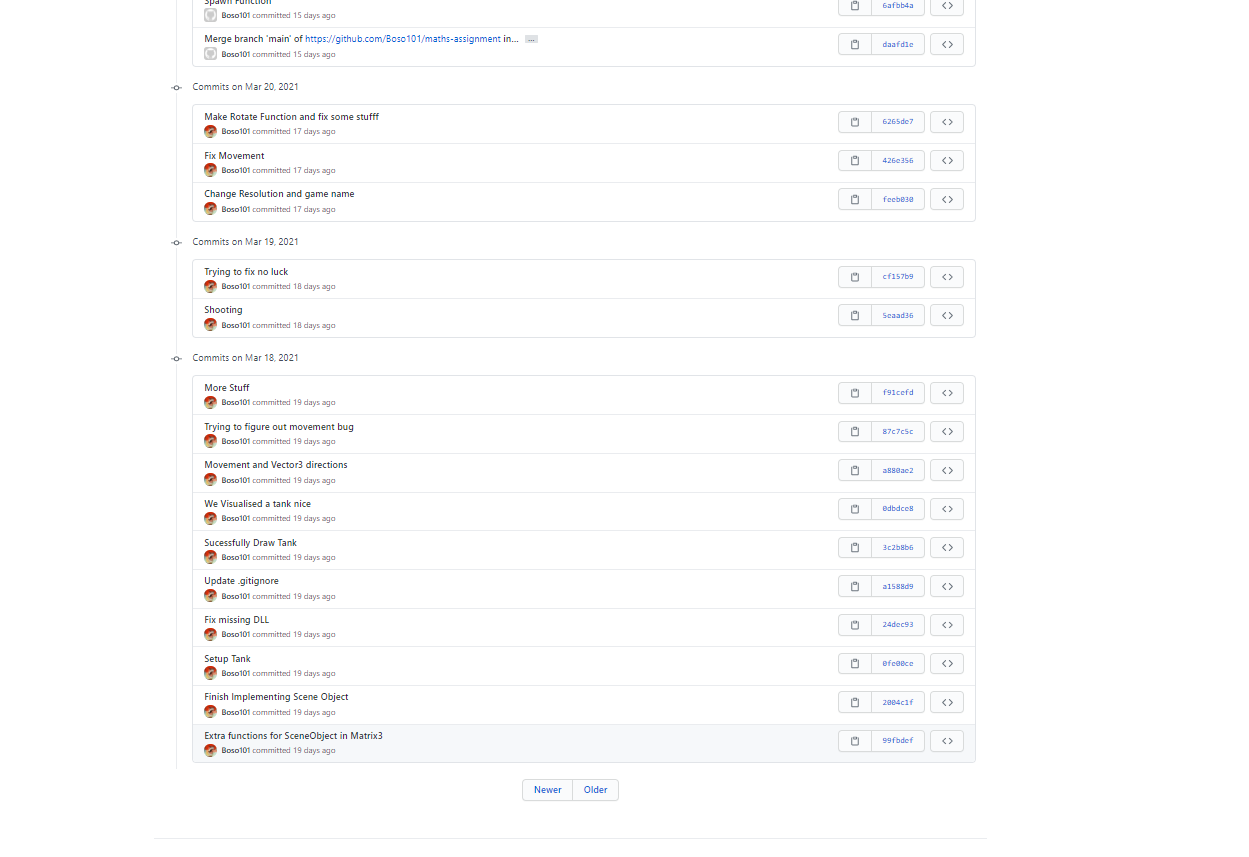 Spawn Function
Boso101 committed 15 days ago
6afbb4a
Merge branch 'main' of https://github.com/Boso101/maths-assignment in... …
Boso101 committed 15 days ago
daafd1e
Commits on Mar 20, 2021
Make Rotate Function and fix some stufff
Boso101 committed 17 days ago
6265de7
Fix Movement
Boso101 committed 17 days ago
426e356
Change Resolution and game name
Boso101 committed 17 days ago
feeb030
Commits on Mar 19, 2021
Trying to fix no luck
Boso101 committed 18 days ago
cf157b9
Shooting
Boso101 committed 18 days ago
5eaad36
Commits on Mar 18, 2021
More Stuff
Boso101 committed 19 days ago
f91cefd
Trying to figure out movement bug
Boso101 committed 19 days ago
87c7c5c
Movement and Vector3 directions
Boso101 committed 19 days ago
a880ae2
We Visualised a tank nice
Boso101 committed 19 days ago
0dbdce8
Sucessfully Draw Tank
Boso101 committed 19 days ago
3c2b8b6
Update .gitignore
Boso101 committed 19 days ago
a1588d9
Fix missing DLL
Boso101 committed 19 days ago
24dec93
Setup Tank
Boso101 committed 19 days ago
0fe00ce
Finish Implementing Scene Object
Boso101 committed 19 days ago
2004c1f
Extra functions for SceneObject in Matrix3
Boso101 committed 19 days ago
99fbdef
Newer Older